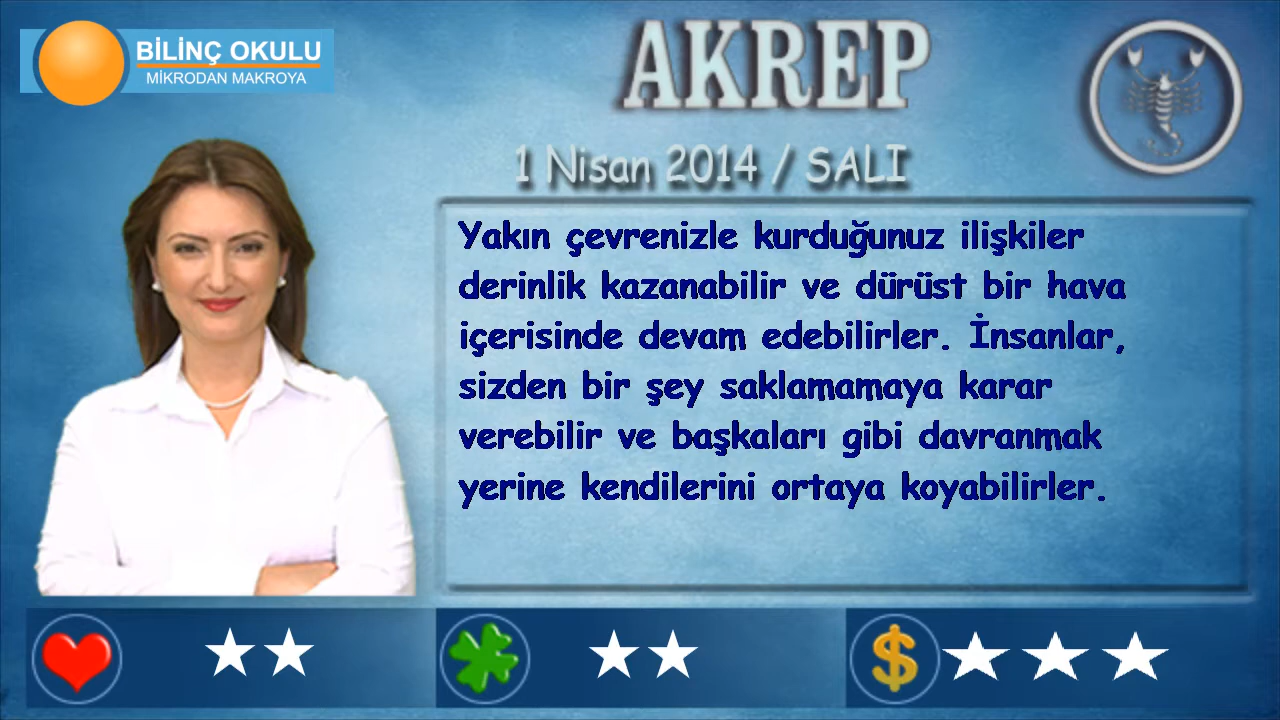 BİLİNÇ OKULU
MİKRODAN MAKROYA
AKREP
1 Nisan 2014 / SALI
Yakın çevrenizle kurduğunuz ilişkiler
derinlik kazanabilir ve dürüst bir hava
içerisinde devam edebilirler. İnsanlar,
sizden bir şey saklamamaya karar
verebilir ve başkaları gibi davranmak
yerine kendilerini ortaya koyabilirler.
$